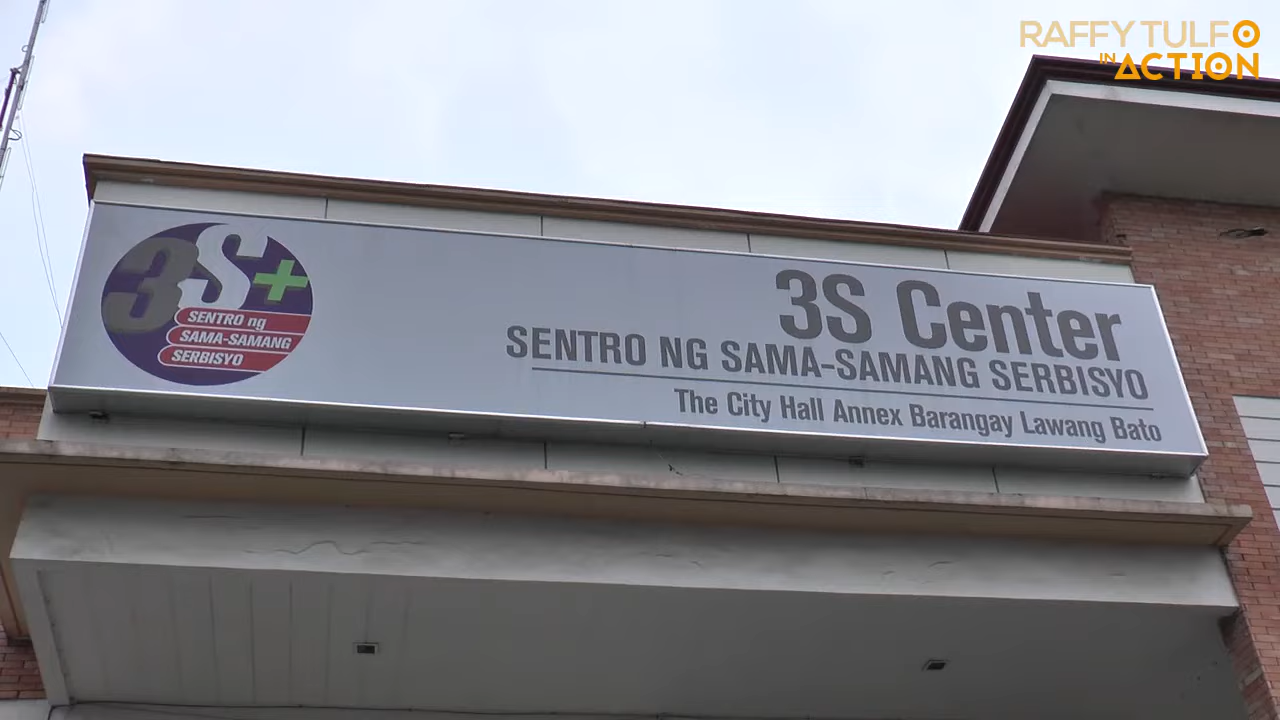 RAFFY TULFO
IN ACTION
3S+
SENTRO ng
SAMA-SAMANG
SERBISYO
3S Center
SENTRO NG SAMA-SAMANG SERBISYO
The City Hall Annex Barangay Lawang Bato